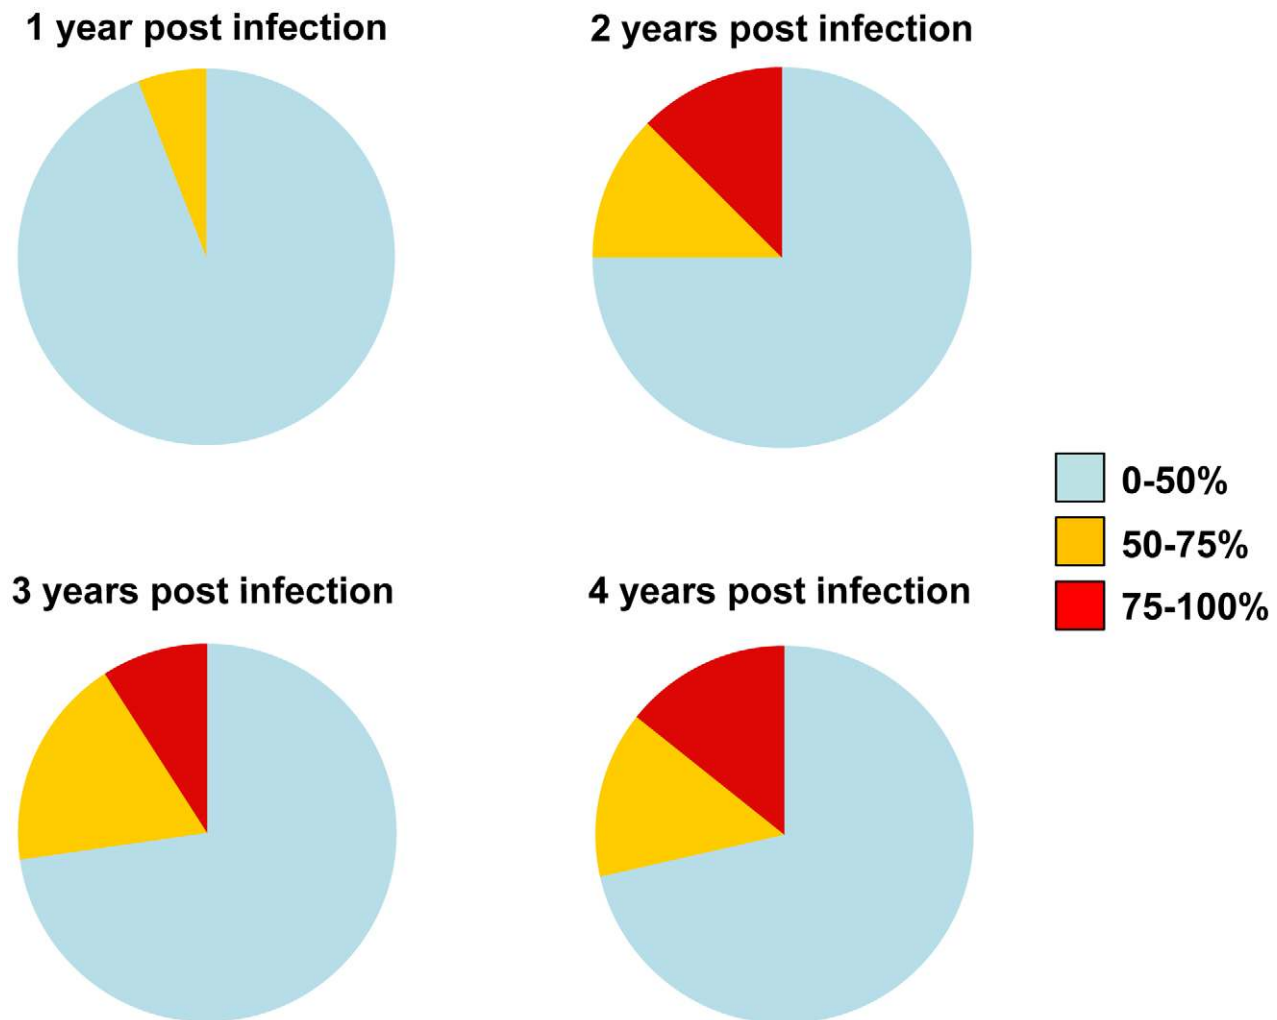 1 year post infection
2 years post infection
0-50%
50-75%
75-100%
3 years post infection
4 years post infection